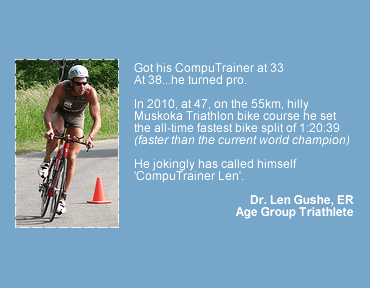 Got his CompuTrainer at 33
At 38...he turned pro.
In 2010, at 47, on the 55km, hilly
Muskoka Triathlon bike course he set
the all-time fastest bike split of 1:20:39
(faster than the current world champion)
He jokingly has called himself
'CompuTrainer Len'.
Dr. Len Gushe, ER
Age Group Triathlete